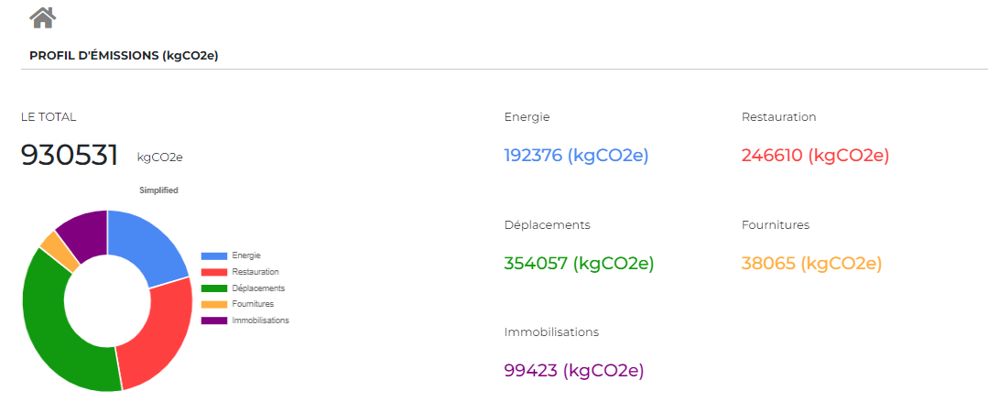 PROFIL D'ÉMISSIONS (kgCO2e)
LE TOTAL
930531 kgCO2e
Simplified
Energie
Restauration
Déplacements
Fournitures
Immobilisations
Energie
192376 (kgCO2e)
Restauration
246610 (kgCO2e)
Déplacements
354057 (kgCO2e)
Fournitures
38065 (kgCO2e)
Immobilisations
99423 (kgCO2e)